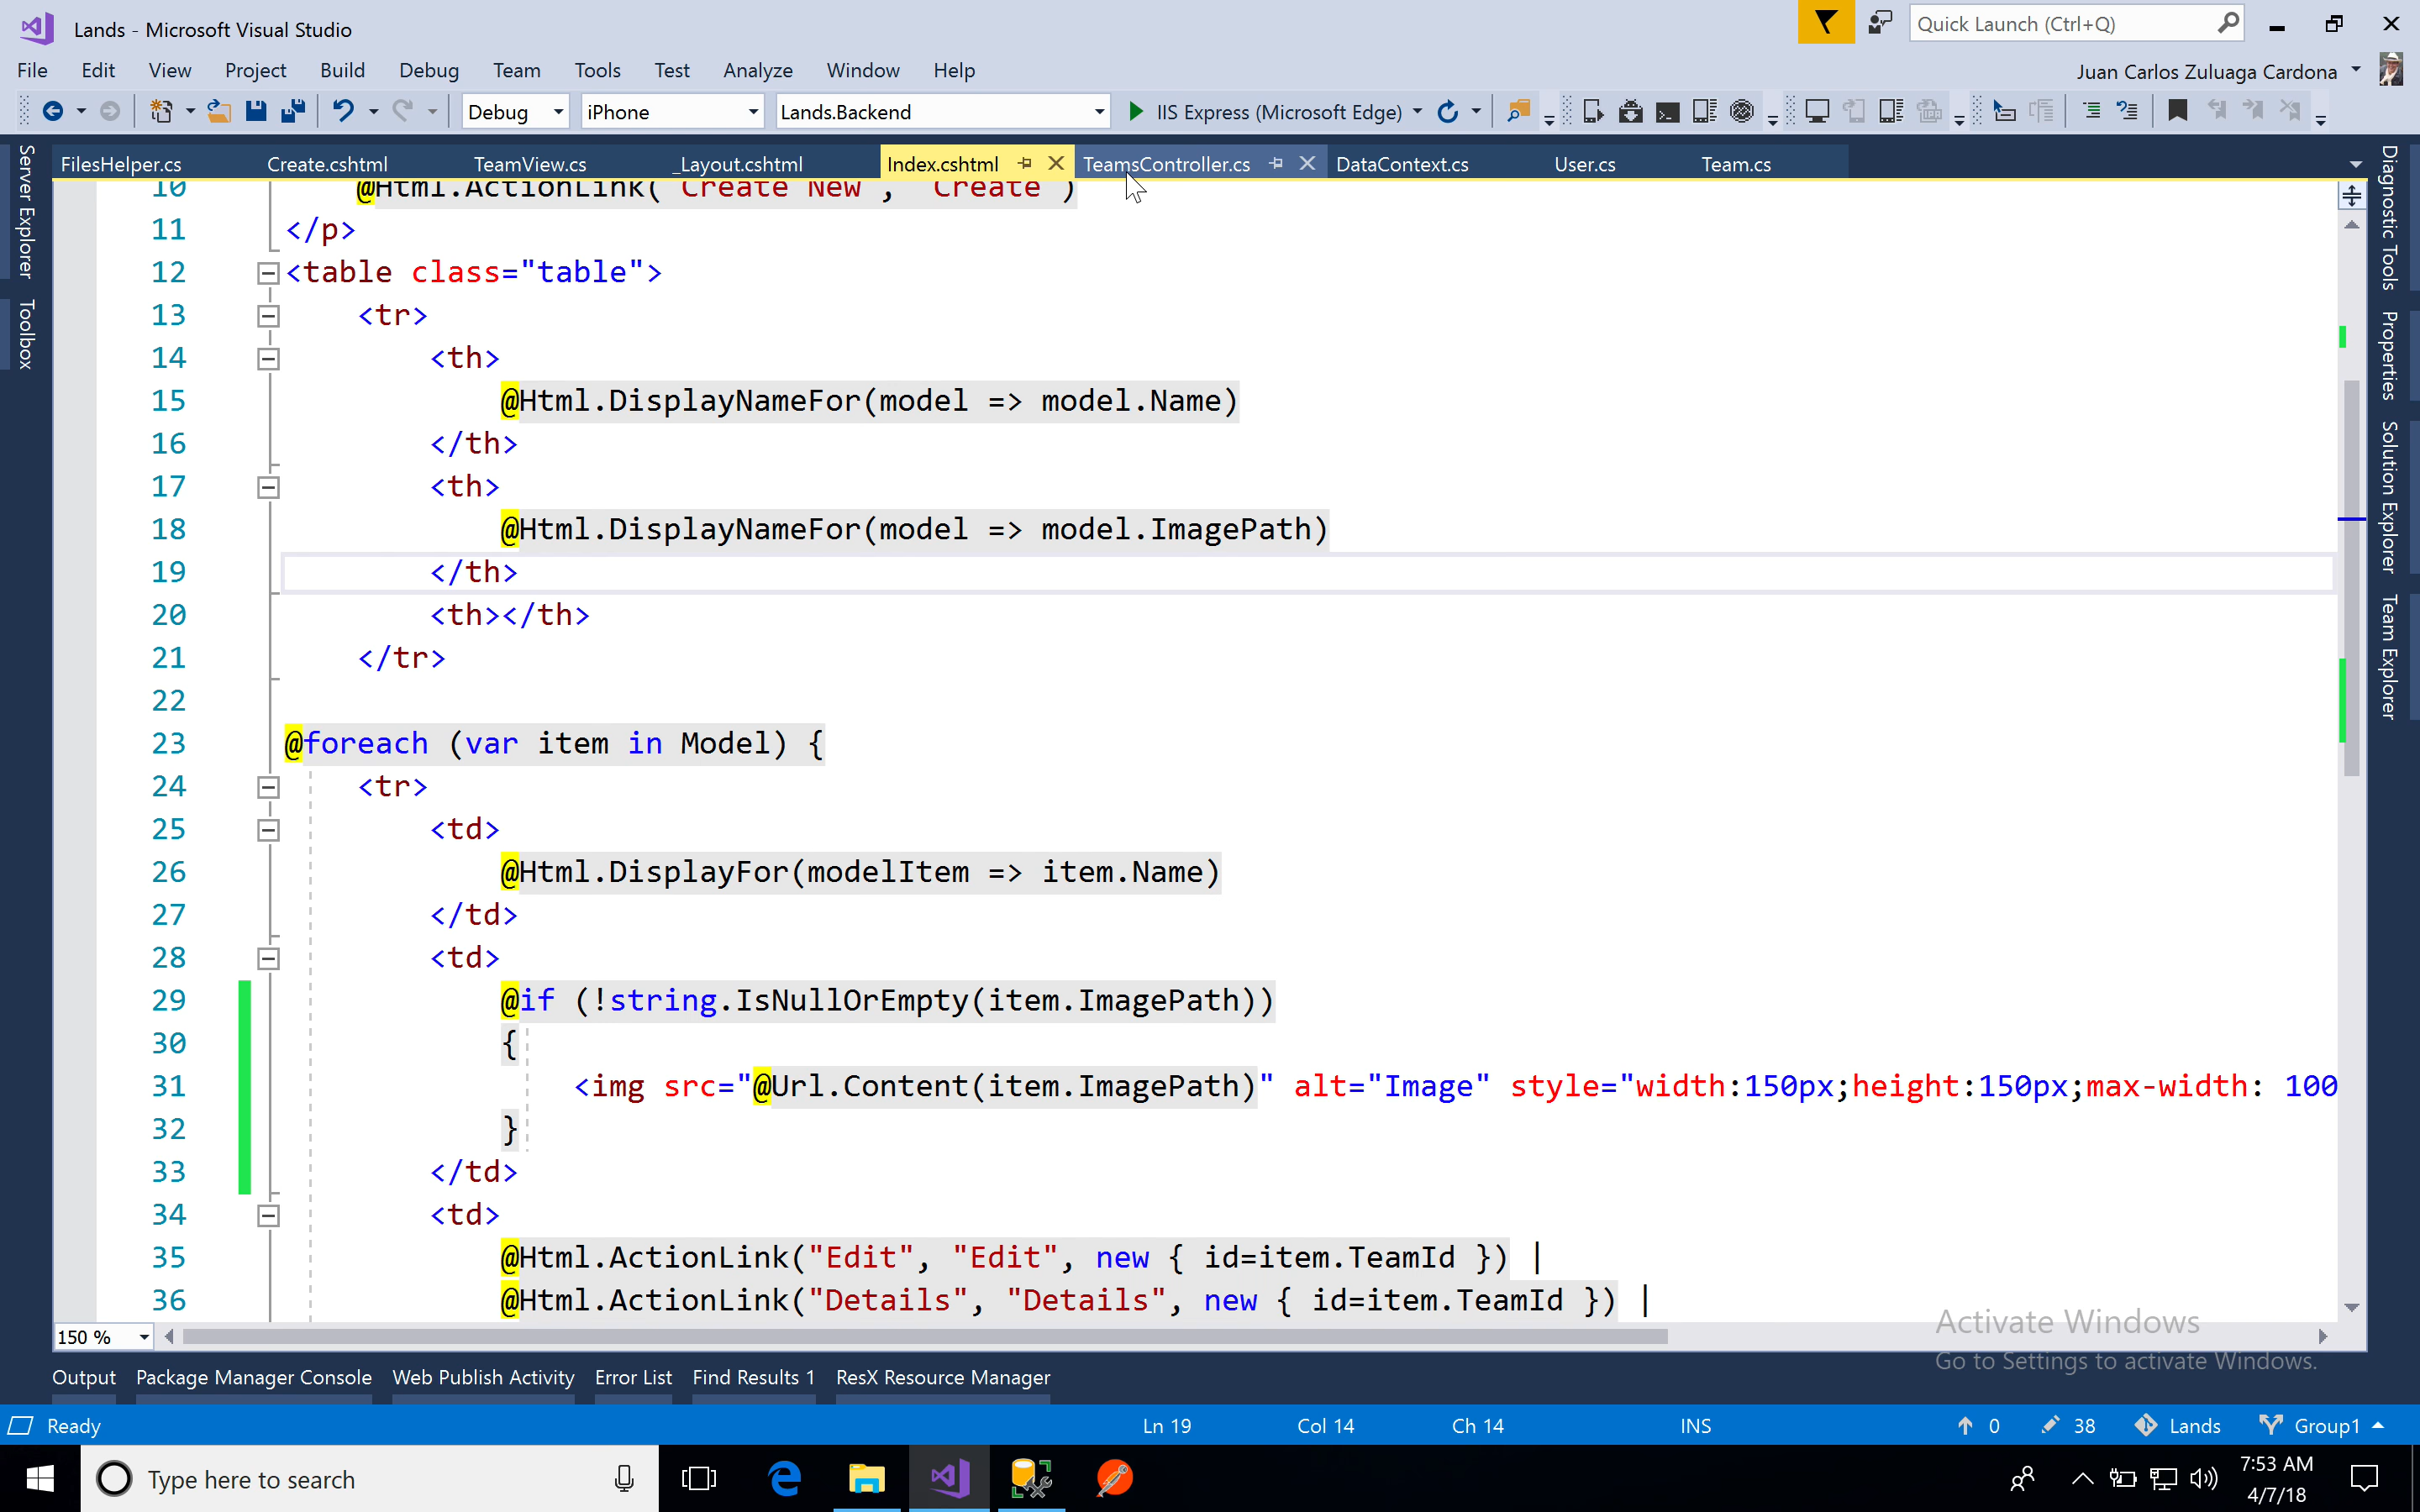 Lands - Microsoft Visual Studio
Quick Launch (Ctrl+Q)
File Edit View Project Build Debug Team Tools Test Analyze Window Help
Juan Carlos Zuluaga Cardona
Debug iPhone Lands.Backend IIS Express (Microsoft Edge)
FilesHelper.cs Create.cshtml TeamView.cs _Layout.cshtml Index.cshtml TeamsController.cs DataContext.cs User.cs Team.cs
Server Explorer
Toolbox
Diagnostic Tools
Properties
Solution Explorer
Team Explorer
10 @Html.ActionLink("Create New", "Create")
11 </p>
12 <table class="table">
13 <tr>
14 <th>
15 @Html.DisplayNameFor(model => model.Name)
16 </th>
17 <th>
18 @Html.DisplayNameFor(model => model.ImagePath)
19 </th>
20 <th></th>
21 </tr>
22
23 @foreach (var item in Model) {
24 <tr>
25 <td>
26 @Html.DisplayFor(modelItem => item.Name)
27 </td>
28 <td>
29 @if (!string.IsNullOrEmpty(item.ImagePath))
30 {
31 <img src="@Url.Content(item.ImagePath)" alt="Image" style="width:150px;height:150px;max-width: 100
32 }
33 </td>
34 <td>
35 @Html.ActionLink("Edit", "Edit", new { id=item.TeamId }) |
36 @Html.ActionLink("Details", "Details", new { id=item.TeamId }) |
150 %
Activate Windows
Go to Settings to activate Windows.
Output Package Manager Console Web Publish Activity Error List Find Results 1 ResX Resource Manager
Ready Ln 19 Col 14 Ch 14 INS 0 38 Lands Group1
Type here to search
7:53 AM
4/7/18